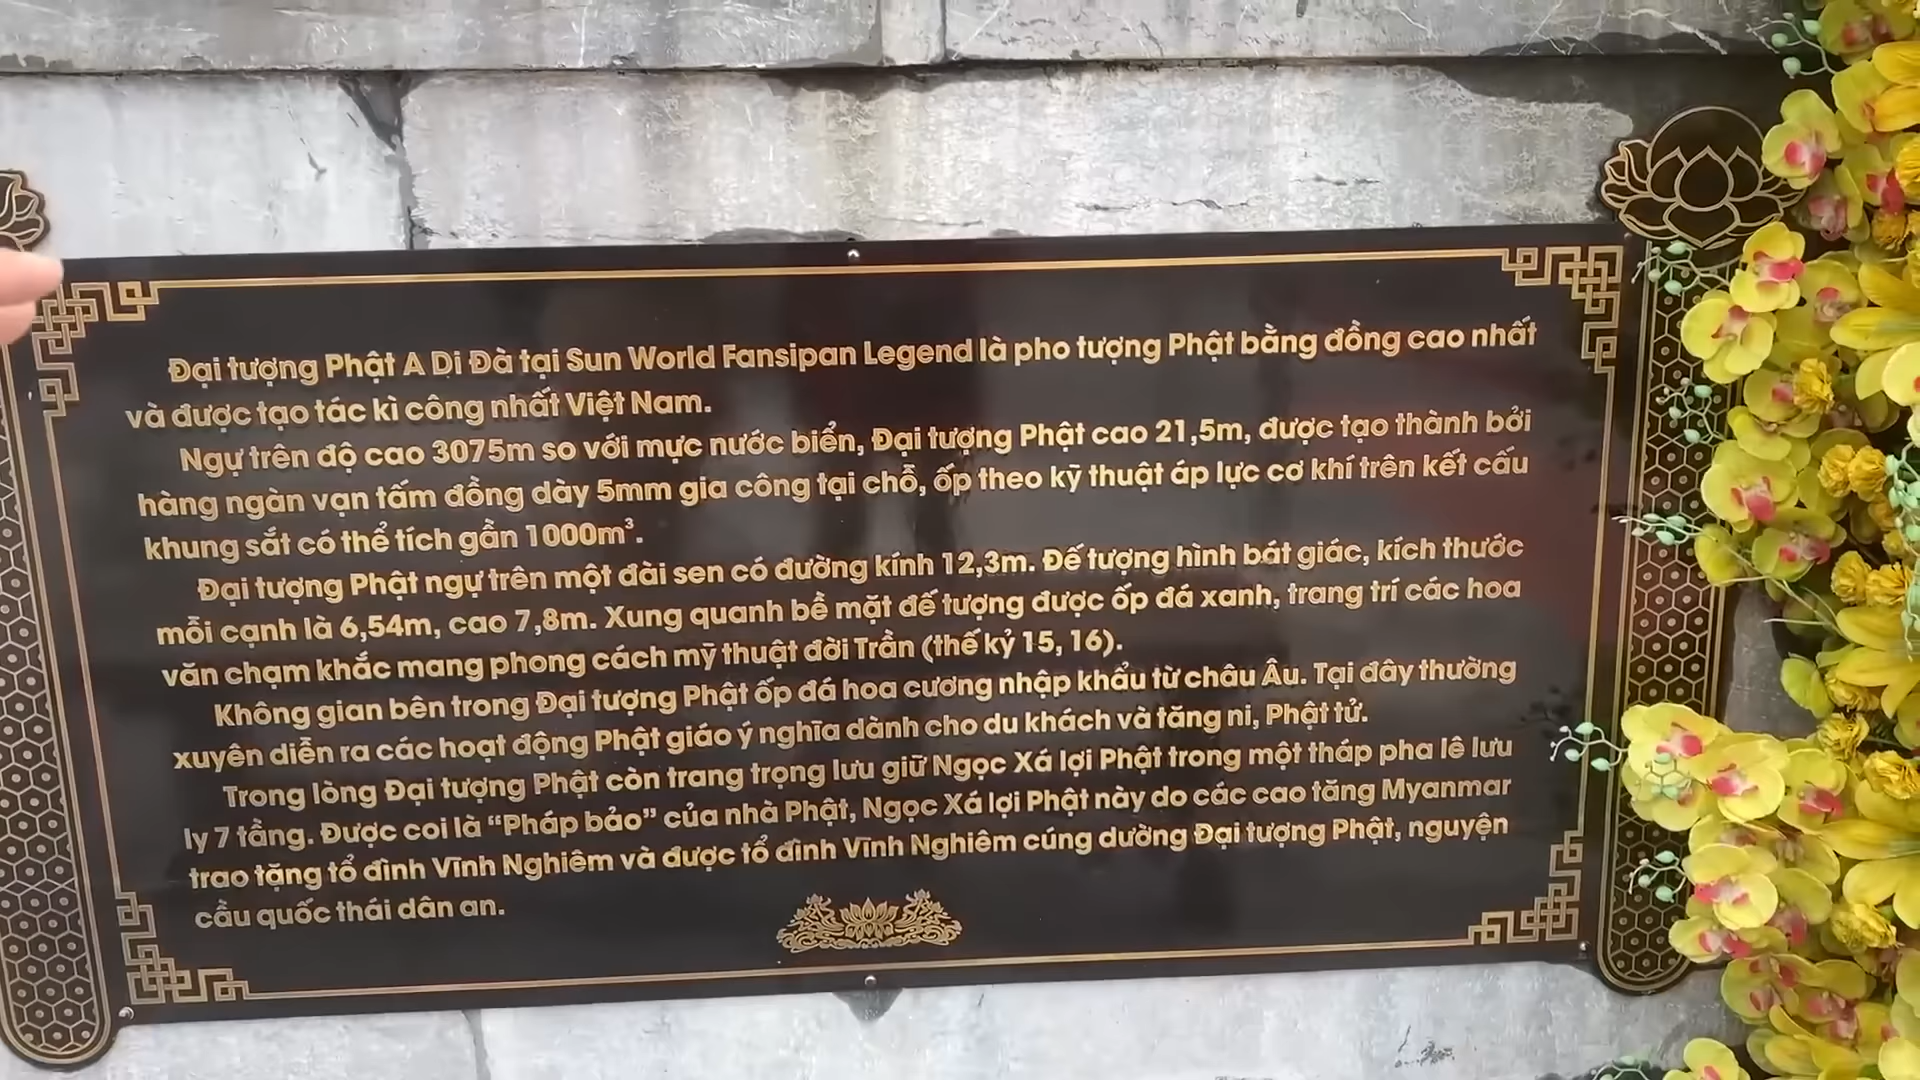 Đại tượng Phật A Di Đà tại Sun World Fansipan Legend là pho tượng Phật bằng đồng cao nhất
và được tạo tác kì công nhất Việt Nam.
Ngự trên độ cao 3075m so với mực nước biển, Đại tượng Phật cao 21,5m, được tạo thành bởi
hàng ngàn vạn tấm đồng dày 5mm gia công tại chỗ, ốp theo kỹ thuật áp lực cơ khí trên kết cấu
khung sắt có thể tích gần 1000m³.
Đại tượng Phật ngự trên một đài sen có đường kính 12,3m. Đế tượng hình bát giác, kích thước
mỗi cạnh là 6,54m, cao 7,8m. Xung quanh bề mặt đế tượng được ốp đá xanh, trang trí các hoa
văn chạm khắc mang phong cách mỹ thuật đời Trần (thế kỷ 15, 16).
Không gian bên trong Đại tượng Phật ốp đá hoa cương nhập khẩu từ châu Âu. Tại đây thường
xuyên diễn ra các hoạt động Phật giáo ý nghĩa dành cho du khách và tăng ni, Phật tử.
Trong lòng Đại tượng Phật còn trang trọng lưu giữ Ngọc Xá lợi Phật trong một tháp pha lê lưu
ly 7 tầng. Được coi là “Pháp bảo” của nhà Phật, Ngọc Xá lợi Phật này do các cao tăng Myanmar
trao tặng tổ đình Vĩnh Nghiêm và được tổ đình Vĩnh Nghiêm cúng dường Đại tượng Phật, nguyện
cầu quốc thái dân an.